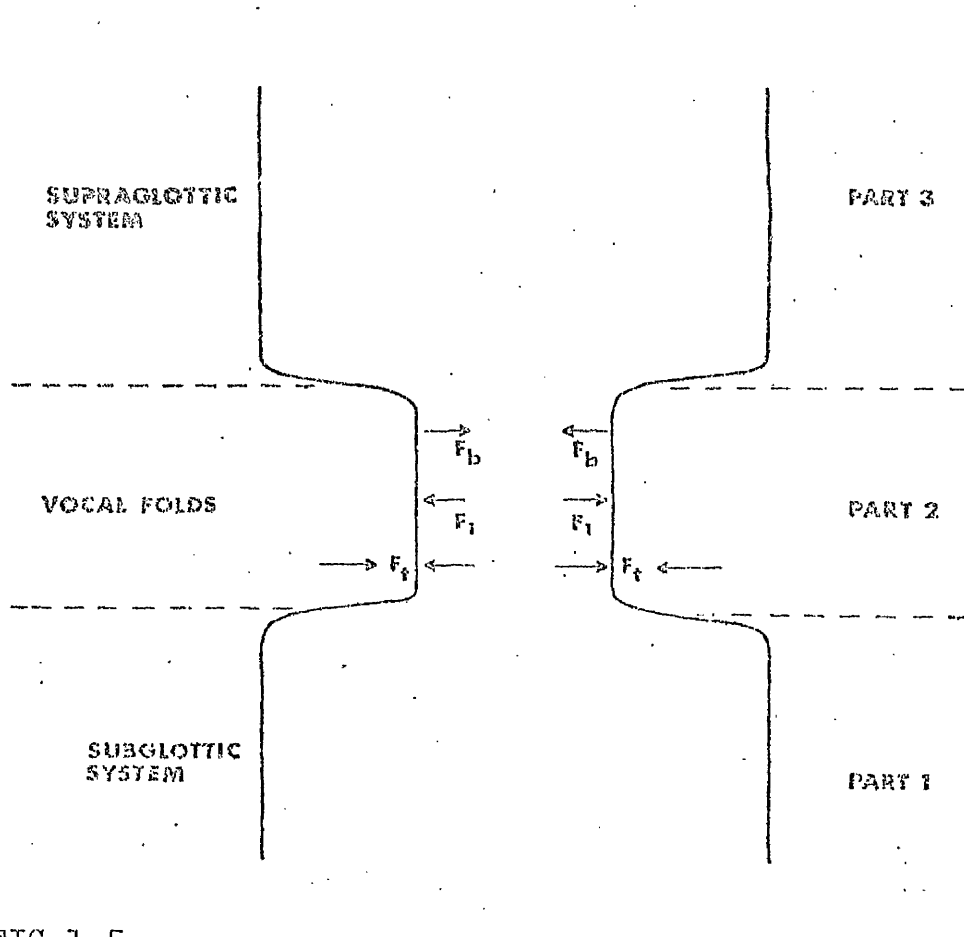 SUPRAGLOTTIC
SYSTEM
PART 3
F_b
F_b
VOCAL FOLDS
F_i
F_i
PART 2
F_t
F_t
SUBGLOTTIC
SYSTEM
PART 1